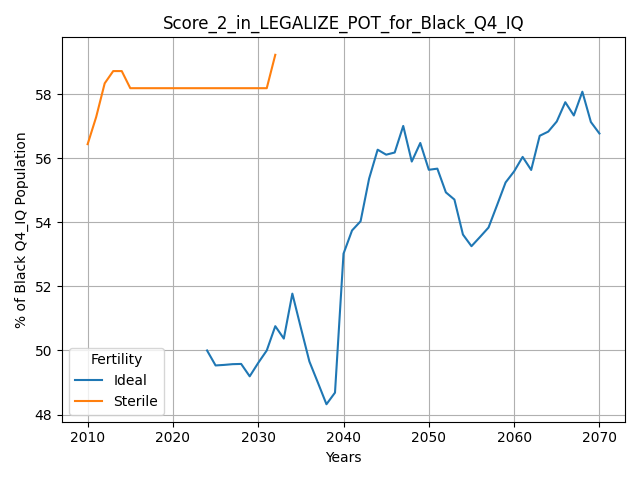 Score_2_in_LEGALIZE_POT_for_Black_Q4_IQ
% of Black Q4_IQ Population
58
56
54
52
50
48
Fertility
Ideal
Sterile
2010 2020 2030 2040 2050 2060 2070
Years